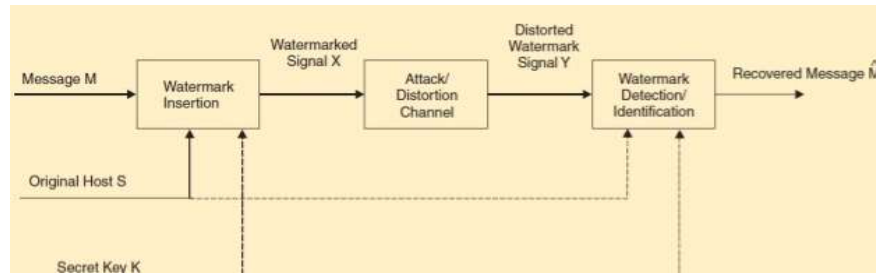 Watermarked
Signal X
Distorted
Watermark
Signal Y
Message M
Watermark
Insertion
Attack/
Distortion
Channel
Watermark
Detection/
Identification
Recovered Message M̂
Original Host S
Secret Key K